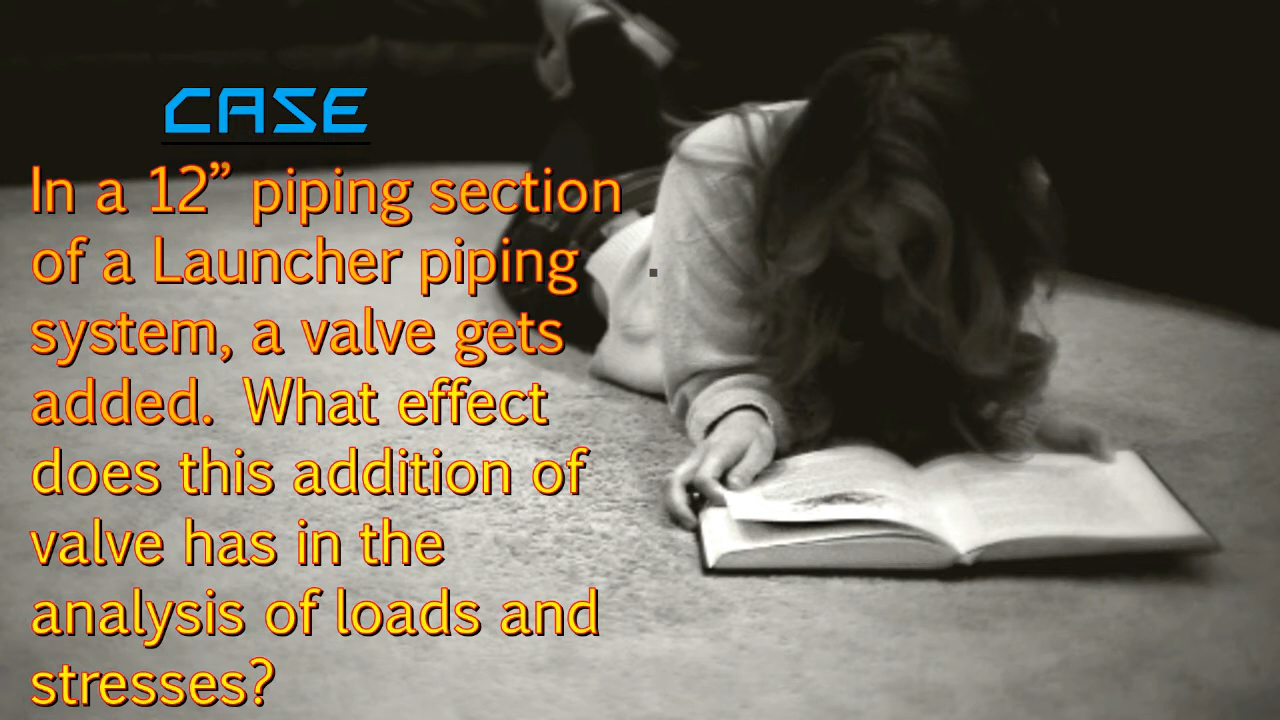 CASE
In a 12” piping section
of a Launcher piping
system, a valve gets
added. What effect
does this addition of
valve has in the
analysis of loads and
stresses?